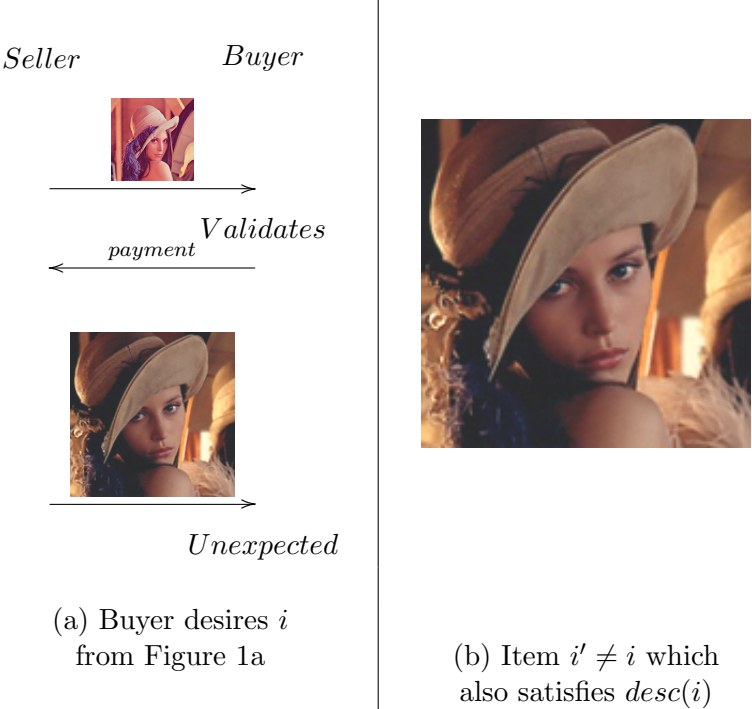 Seller Buyer
Validates
payment
Unexpected
(a) Buyer desires i
from Figure 1a
(b) Item i′ ≠ i which
also satisfies desc(i)